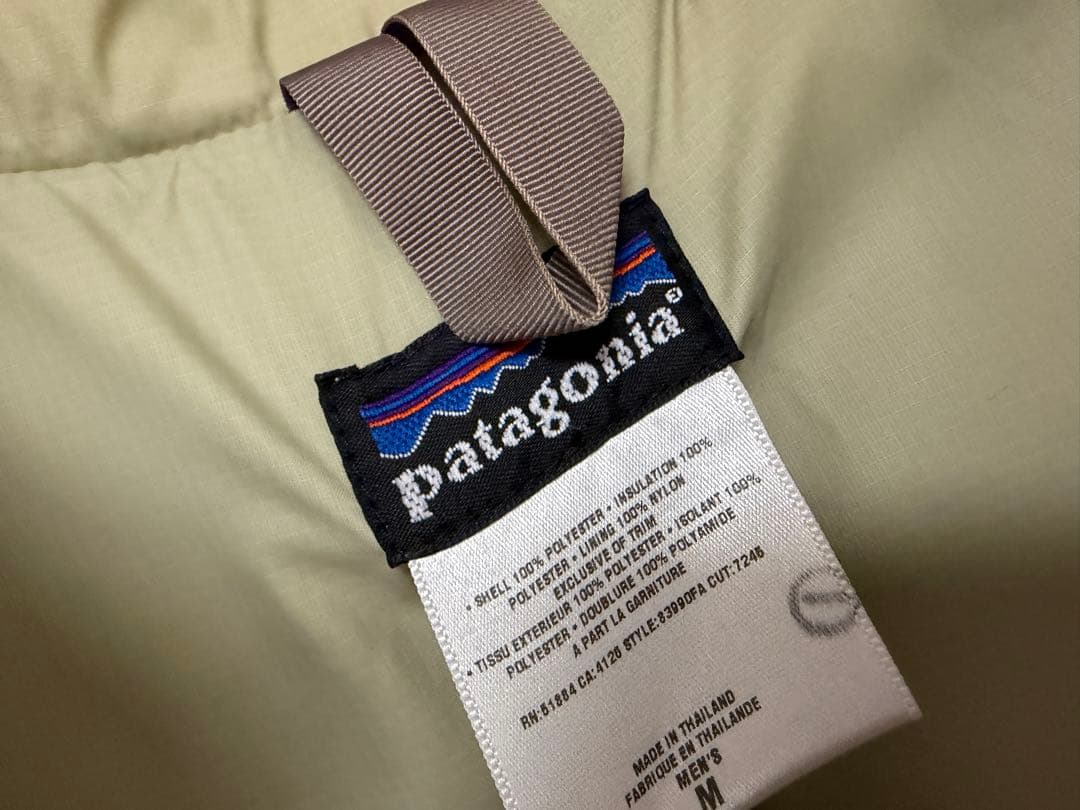 patagonia®
• SHELL 100% POLYESTER • INSULATION 100%
POLYESTER • LINING 100% NYLON
EXCLUSIVE OF TRIM
• TISSU EXTERIEUR 100% POLYESTER • ISOLANT 100%
POLYESTER • DOUBLURE 100% POLYAMIDE
A PART LA GARNITURE
RN:51884 CA:4126 STYLE:83990FA CUT:7246
MADE IN THAILAND
FABRIQUE EN THAILANDE
MEN'S
M